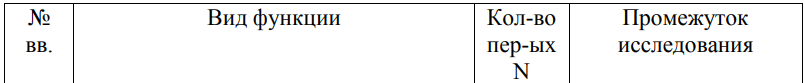 № вв.
Вид функции
Кол-во пер-ых N
Промежуток исследования